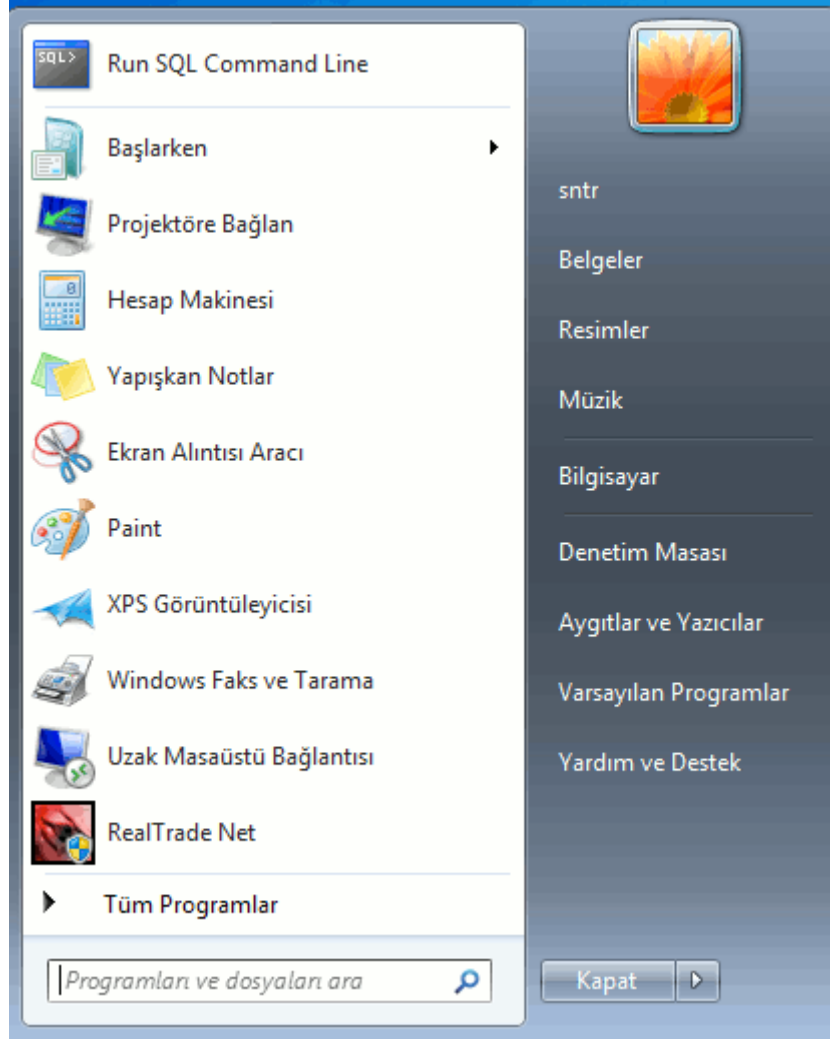 SQL>
Run SQL Command Line
Başlarken
Projektöre Bağlan
Hesap Makinesi
Yapışkan Notlar
Ekran Alıntısı Aracı
Paint
XPS Görüntüleyicisi
Windows Faks ve Tarama
Uzak Masaüstü Bağlantısı
RealTrade Net
Tüm Programlar
Programları ve dosyaları ara
sntr
Belgeler
Resimler
Müzik
Bilgisayar
Denetim Masası
Aygıtlar ve Yazıcılar
Varsayılan Programlar
Yardım ve Destek
Kapat